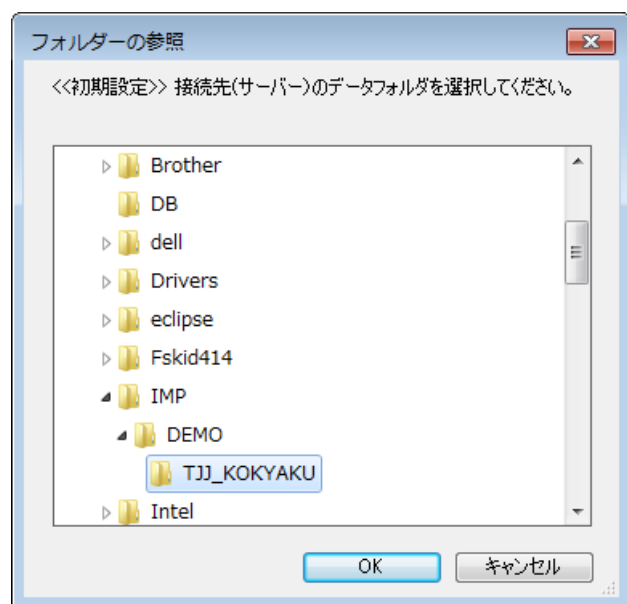 フォルダーの参照
<<初期設定>> 接続先(サーバー)のデータフォルダを選択してください。
Brother
DB
dell
Drivers
eclipse
Fskid414
IMP
DEMO
TJJ_KOKYAKU
Intel
OK
キャンセル